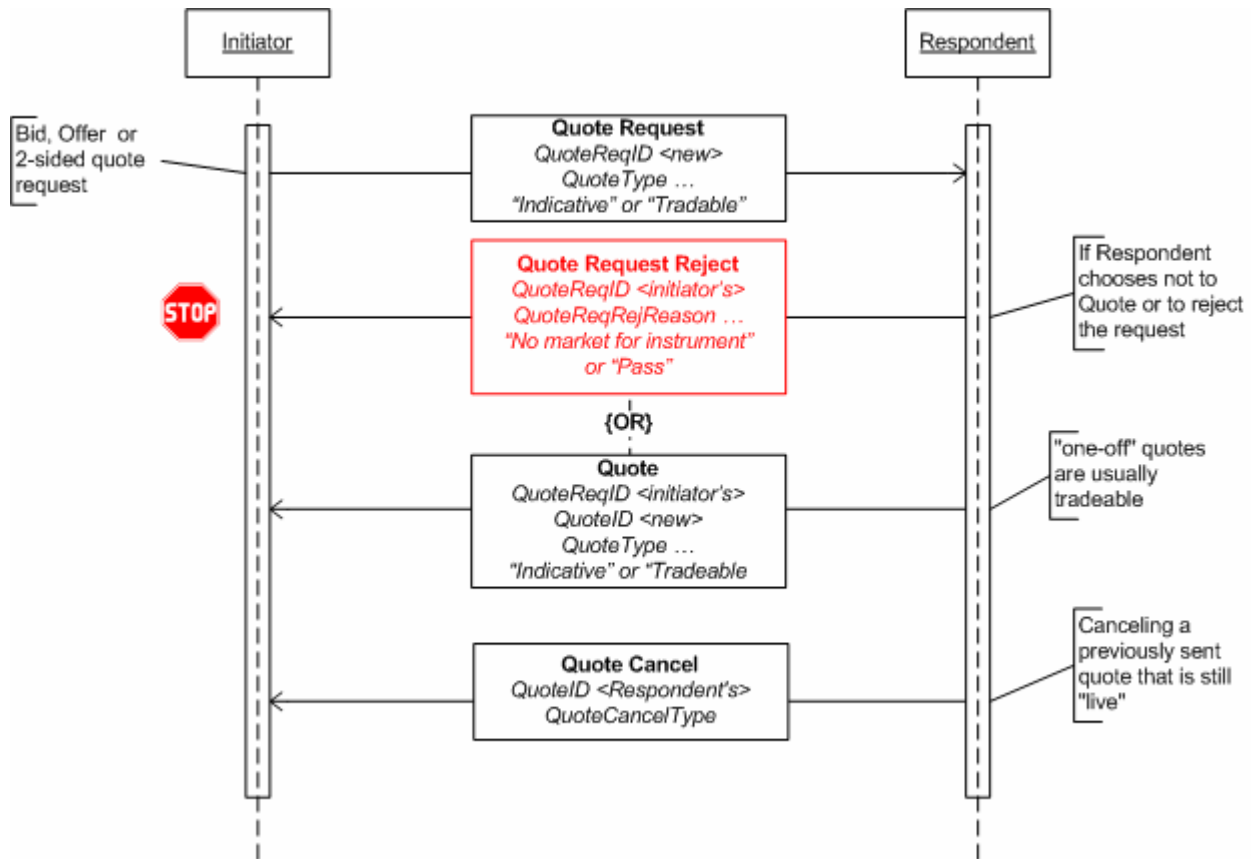 Initiator
Respondent
Bid, Offer or
2-sided quote
request
Quote Request
QuoteReqID <new>
QuoteType …
“Indicative” or “Tradable”
Quote Request Reject
QuoteReqID <initiator's>
QuoteReqRejReason …
“No market for instrument”
or “Pass”
STOP
If Respondent
chooses not to
Quote or to reject
the request
{OR}
Quote
QuoteReqID <initiator's>
QuoteID <new>
QuoteType …
“Indicative” or “Tradeable
"one-off" quotes
are usually
tradeable
Quote Cancel
QuoteID <Respondent's>
QuoteCancelType
Canceling a
previously sent
quote that is still
"live"